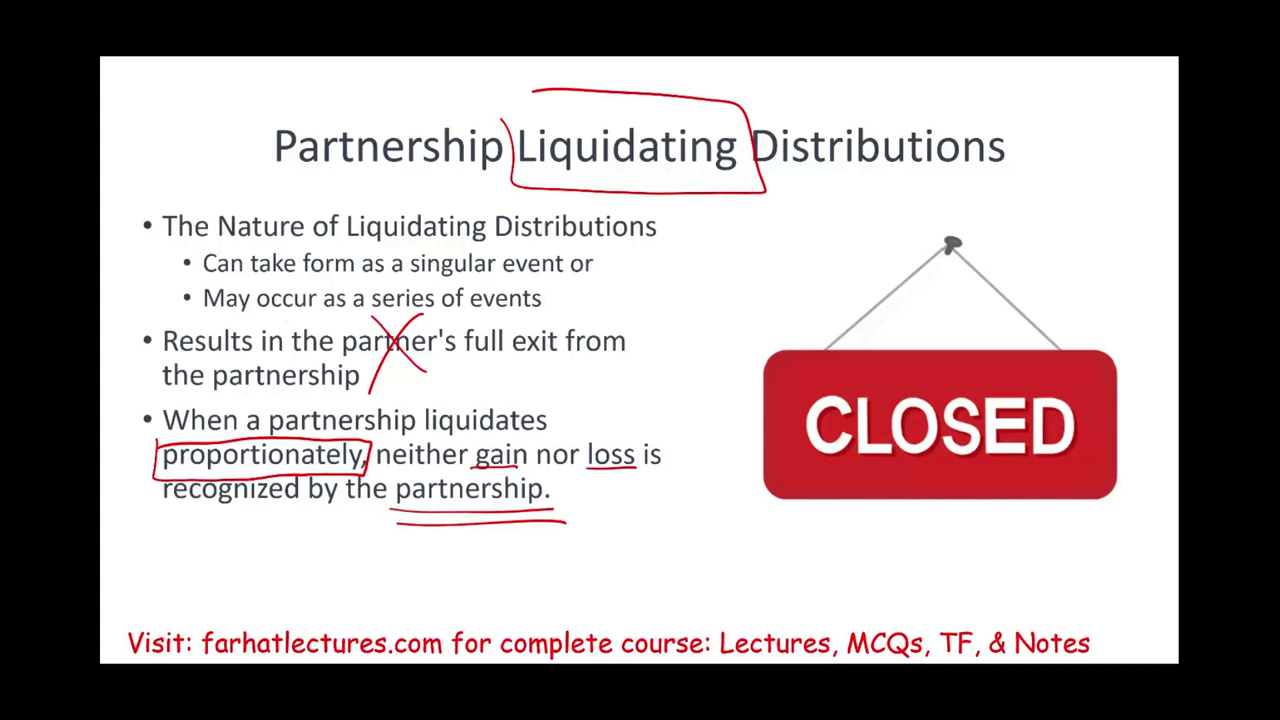 Partnership Liquidating Distributions
• The Nature of Liquidating Distributions
• Can take form as a singular event or
• May occur as a series of events
• Results in the partner's full exit from
the partnership
• When a partnership liquidates
proportionately, neither gain nor loss is
recognized by the partnership.
CLOSED
Visit: farhatlectures.com for complete course: Lectures, MCQs, TF, & Notes